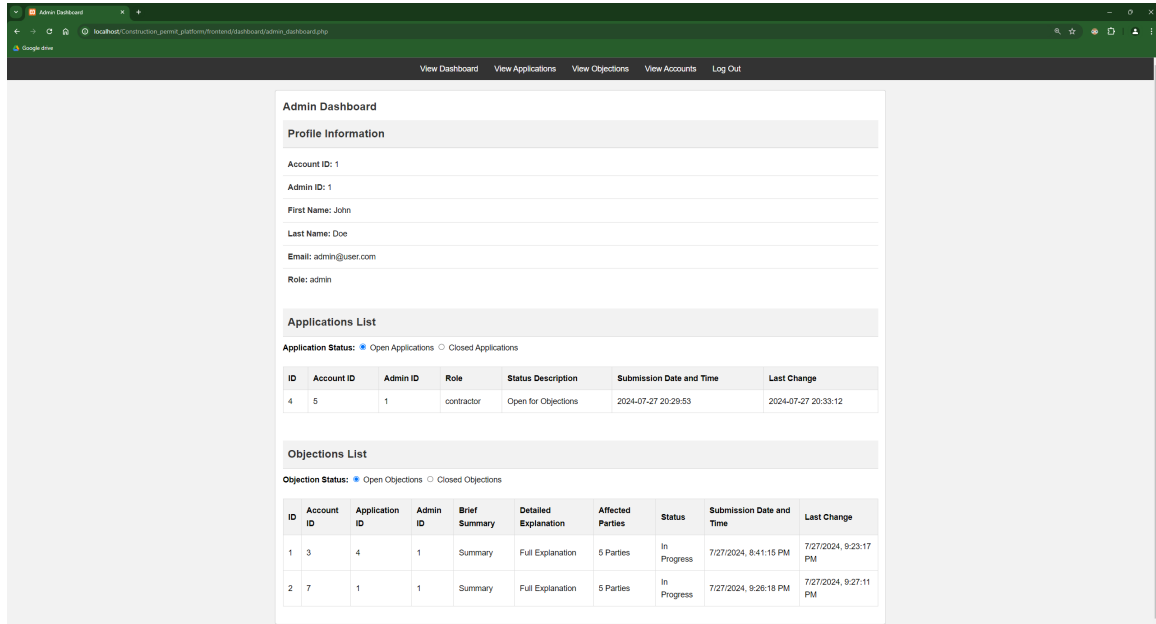 Admin Dashboard
localhost/Construction_permit_platform/frontend/dashboard/admin_dashboard.php
Google drive
View Dashboard View Applications View Objections View Accounts Log Out
Admin Dashboard
Profile Information
Account ID: 1
Admin ID: 1
First Name: John
Last Name: Doe
Email: admin@user.com
Role: admin
Applications List
Application Status: Open Applications Closed Applications
ID Account ID Admin ID Role Status Description Submission Date and Time Last Change
4 5 1 contractor Open for Objections 2024-07-27 20:29:53 2024-07-27 20:33:12
Objections List
Objection Status: Open Objections Closed Objections
ID Account ID Application ID Admin ID Brief Summary Detailed Explanation Affected Parties Status Submission Date and Time Last Change
1 3 4 1 Summary Full Explanation 5 Parties In Progress 7/27/2024, 8:41:15 PM 7/27/2024, 9:23:17 PM
2 7 1 1 Summary Full Explanation 5 Parties In Progress 7/27/2024, 9:26:18 PM 7/27/2024, 9:27:11 PM